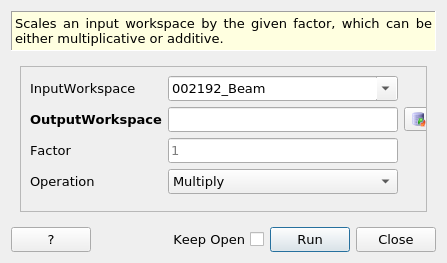 Scales an input workspace by the given factor, which can be
either multiplicative or additive.
InputWorkspace 002192_Beam
OutputWorkspace
Factor 1
Operation Multiply
? Keep Open Run Close